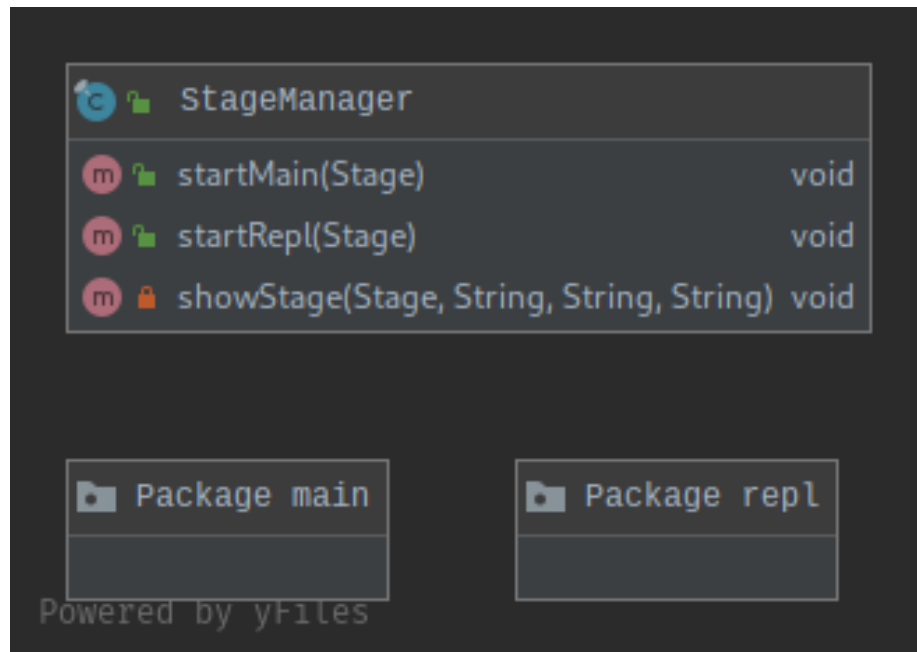 StageManager
startMain(Stage) void
startRepl(Stage) void
showStage(Stage, String, String, String) void
Package main
Package repl
Powered by yFiles